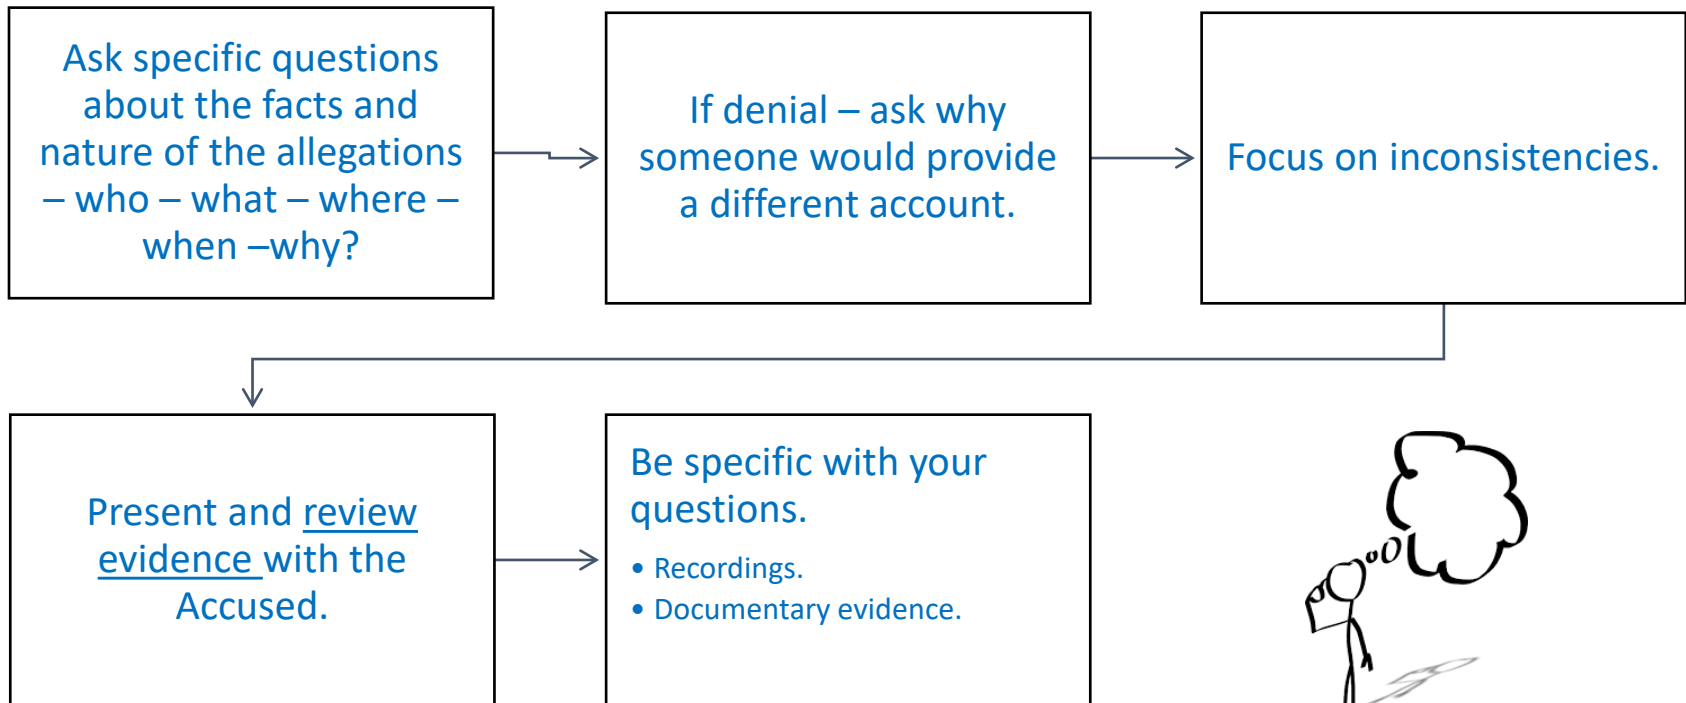 Ask specific questions
about the facts and
nature of the allegations
– who – what – where –
when –why?
If denial – ask why
someone would provide
a different account.
Focus on inconsistencies.
Present and review
evidence with the
Accused.
Be specific with your
questions.
• Recordings.
• Documentary evidence.